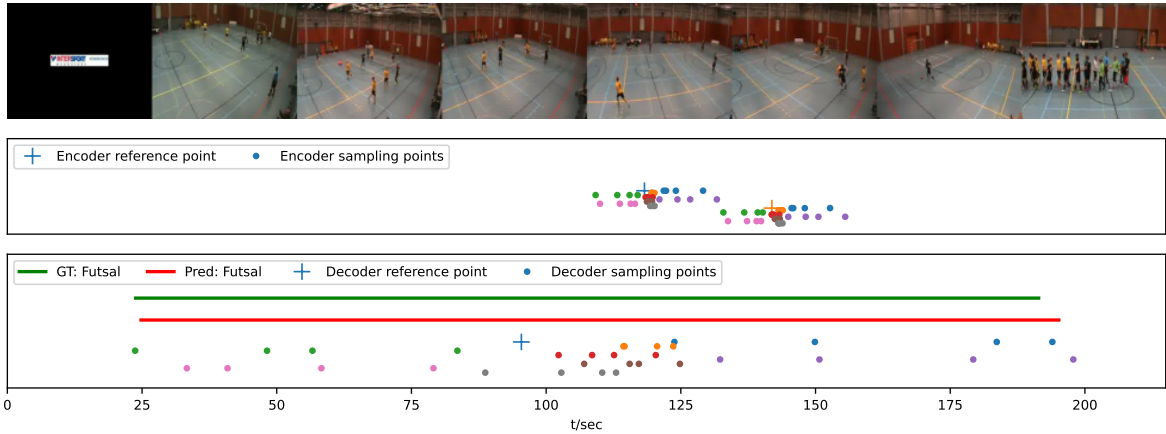 INTERSPORT
Encoder reference point
Encoder sampling points
GT: Futsal
Pred: Futsal
Decoder reference point
Decoder sampling points
0
25
50
75
100
125
150
175
200
t/sec